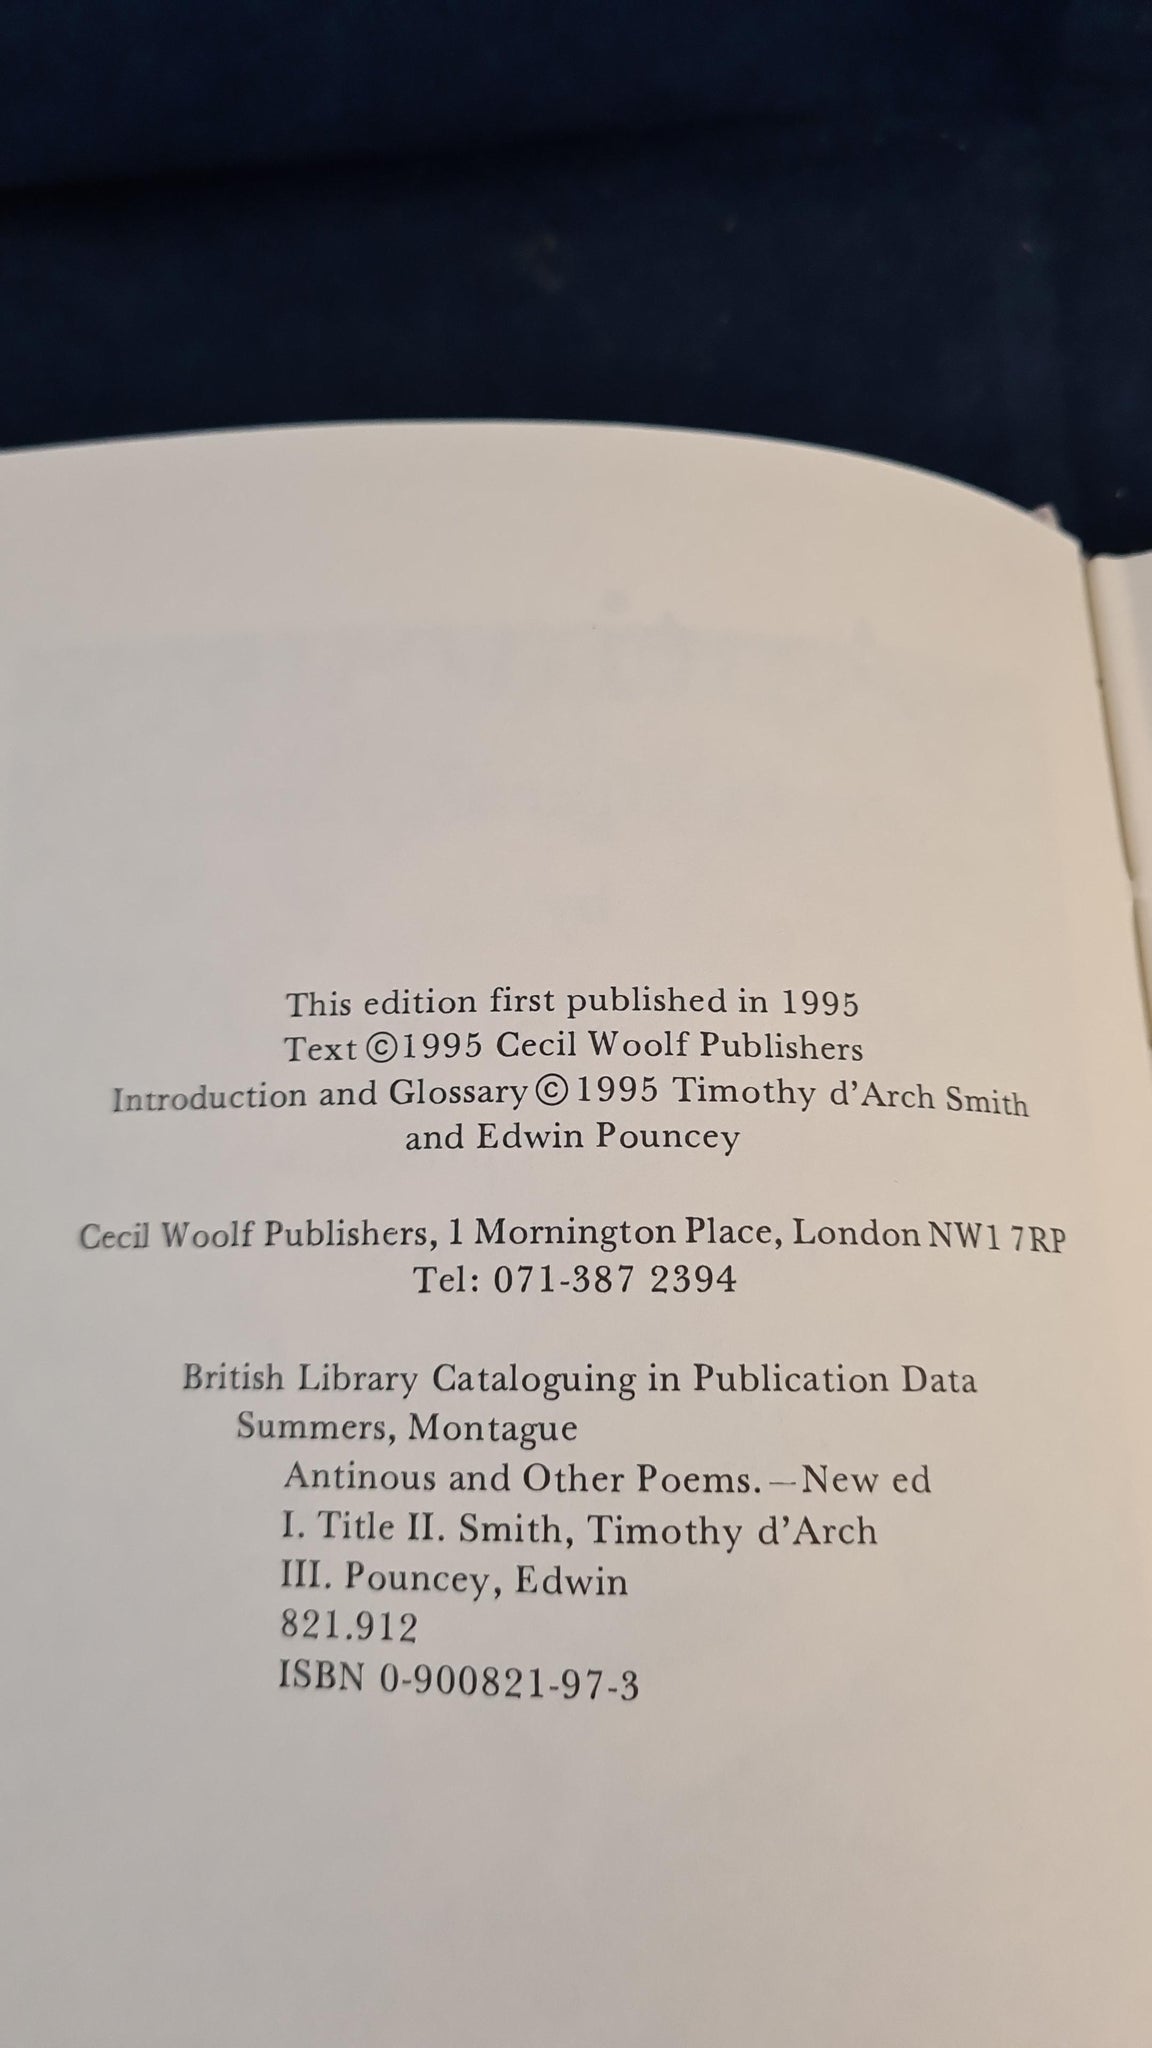 This edition first published in 1995
Text ©1995 Cecil Woolf Publishers
Introduction and Glossary © 1995 Timothy d'Arch Smith
and Edwin Pouncey
Cecil Woolf Publishers, 1 Mornington Place, London NW1 7RP
Tel: 071-387 2394
British Library Cataloguing in Publication Data
Summers, Montague
Antinous and Other Poems.—New ed
I. Title II. Smith, Timothy d'Arch
III. Pouncey, Edwin
821.912
ISBN 0-900821-97-3